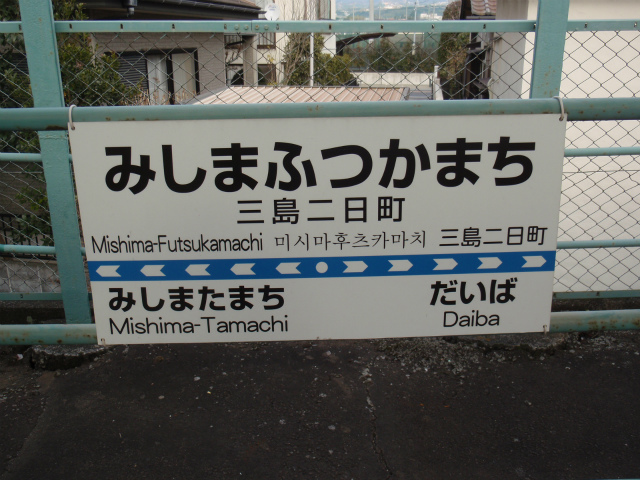 みしまふつかまち
三島二日町
Mishima-Futsukamachi 미시마후츠카마치 三島二日町
みしまたまち だいば
Mishima-Tamachi Daiba